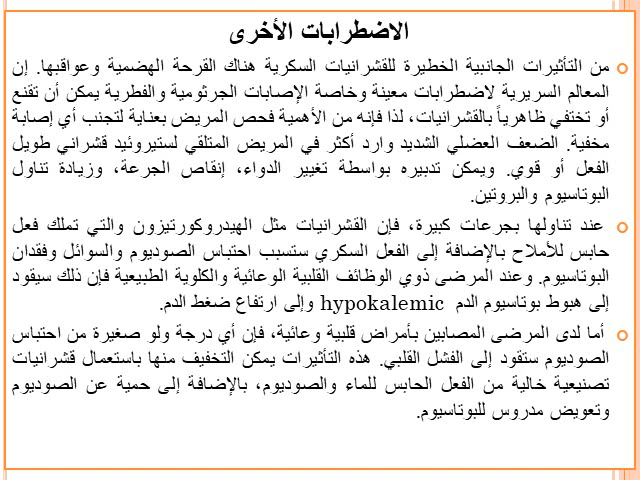 الاضطرابات الأخرى
من التأثيرات الجانبية الخطيرة للقشرانيات السكرية هناك القرحة الهضمية وعواقبها. إن
المعالم السريرية لاضطرابات معينة وخاصة الإصابات الجرثومية والفطرية يمكن أن تقنع
أو تختفي ظاهرياً بالقشرانيات، لذا فإنه من الأهمية فحص المريض بعناية لتجنب أي إصابة
مخفية. الضعف العضلي الشديد وارد أكثر في المريض المتلقي لستيروئيد قشراني طويل
الفعل أو قوي. ويمكن تدبيره بواسطة تغيير الدواء، إنقاص الجرعة، وزيادة تناول
البوتاسيوم والبروتين.
عند تناولها بجرعات كبيرة، فإن القشرانيات مثل الهيدروكورتيزون والتي تملك فعل
حابس للأملاح بالإضافة إلى الفعل السكري ستسبب احتباس الصوديوم والسوائل وفقدان
البوتاسيوم. وعند المرضى ذوي الوظائف القلبية الوعائية والكلوية الطبيعية فإن ذلك سيقود
إلى هبوط بوتاسيوم الدم hypokalemic وإلى ارتفاع ضغط الدم.
أما لدى المرضى المصابين بأمراض قلبية وعائية، فإن أي درجة ولو صغيرة من احتباس
الصوديوم ستقود إلى الفشل القلبي. هذه التأثيرات يمكن التخفيف منها باستعمال قشرانيات
تصنيعية خالية من الفعل الحابس للماء والصوديوم، بالإضافة إلى حمية عن الصوديوم
وتعويض مدروس للبوتاسيوم.